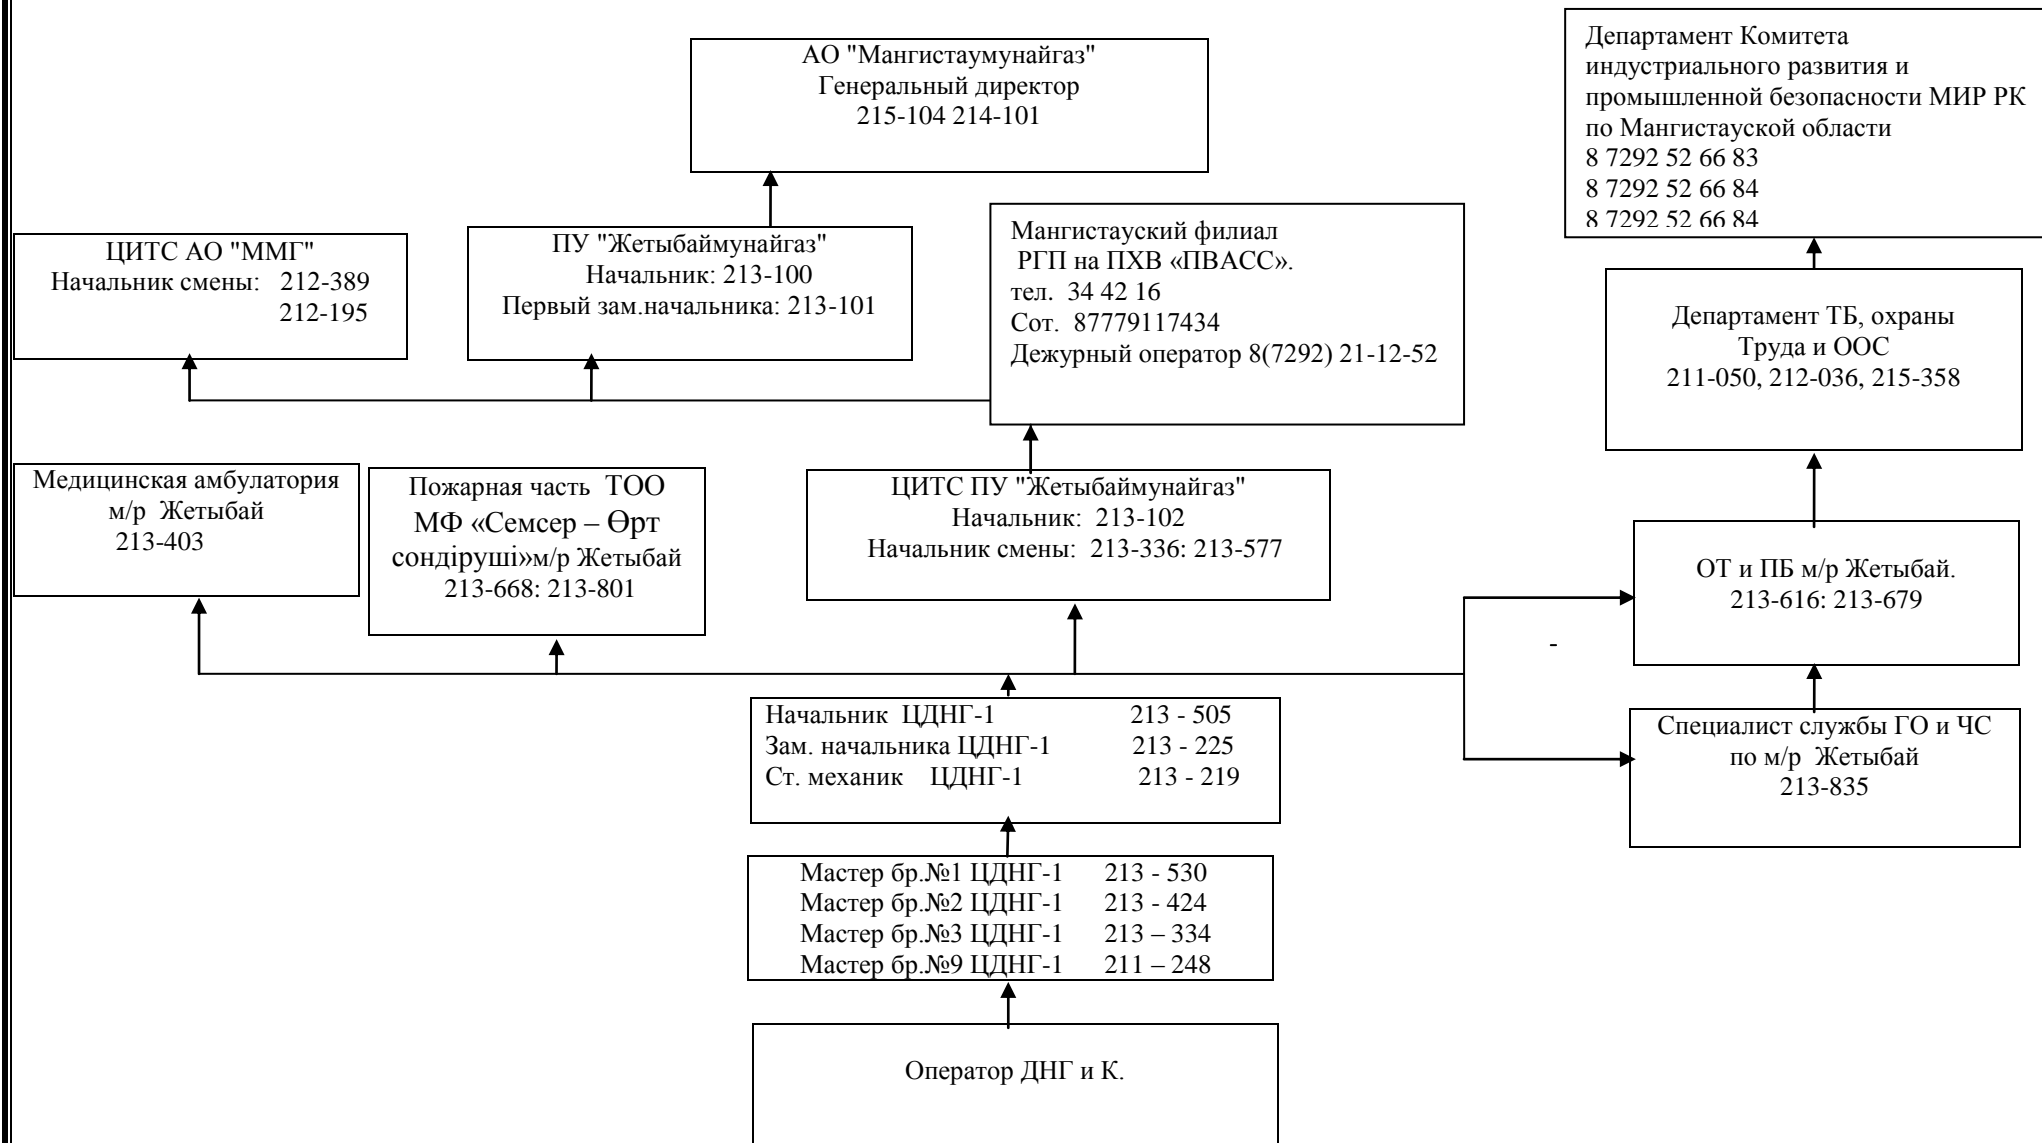 АО "Мангистаумунайгаз"
Генеральный директор
215-104 214-101
Департамент Комитета
индустриального развития и
промышленной безопасности МИР РК
по Мангистауской области
8 7292 52 66 83
8 7292 52 66 84
8 7292 52 66 84
ЦИТС АО "ММГ"
Начальник смены: 212-389
212-195
ПУ "Жетыбаймунайгаз"
Начальник: 213-100
Первый зам.начальника: 213-101
Мангистауский филиал
РГП на ПХВ «ПВАСС».
тел. 34 42 16
Сот. 87779117434
Дежурный оператор 8(7292) 21-12-52
Департамент ТБ, охраны
Труда и ООС
211-050, 212-036, 215-358
Медицинская амбулатория
м/р Жетыбай
213-403
Пожарная часть ТОО
МФ «Семсер – Өрт
сондіруші»м/р Жетыбай
213-668: 213-801
ЦИТС ПУ "Жетыбаймунайгаз"
Начальник: 213-102
Начальник смены: 213-336: 213-577
ОТ и ПБ м/р Жетыбай.
213-616: 213-679
-
Начальник ЦДНГ-1 213 - 505
Зам. начальника ЦДНГ-1 213 - 225
Ст. механик ЦДНГ-1 213 - 219
Специалист службы ГО и ЧС
по м/р Жетыбай
213-835
Мастер бр.№1 ЦДНГ-1 213 - 530
Мастер бр.№2 ЦДНГ-1 213 - 424
Мастер бр.№3 ЦДНГ-1 213 – 334
Мастер бр.№9 ЦДНГ-1 211 – 248
Оператор ДНГ и К.